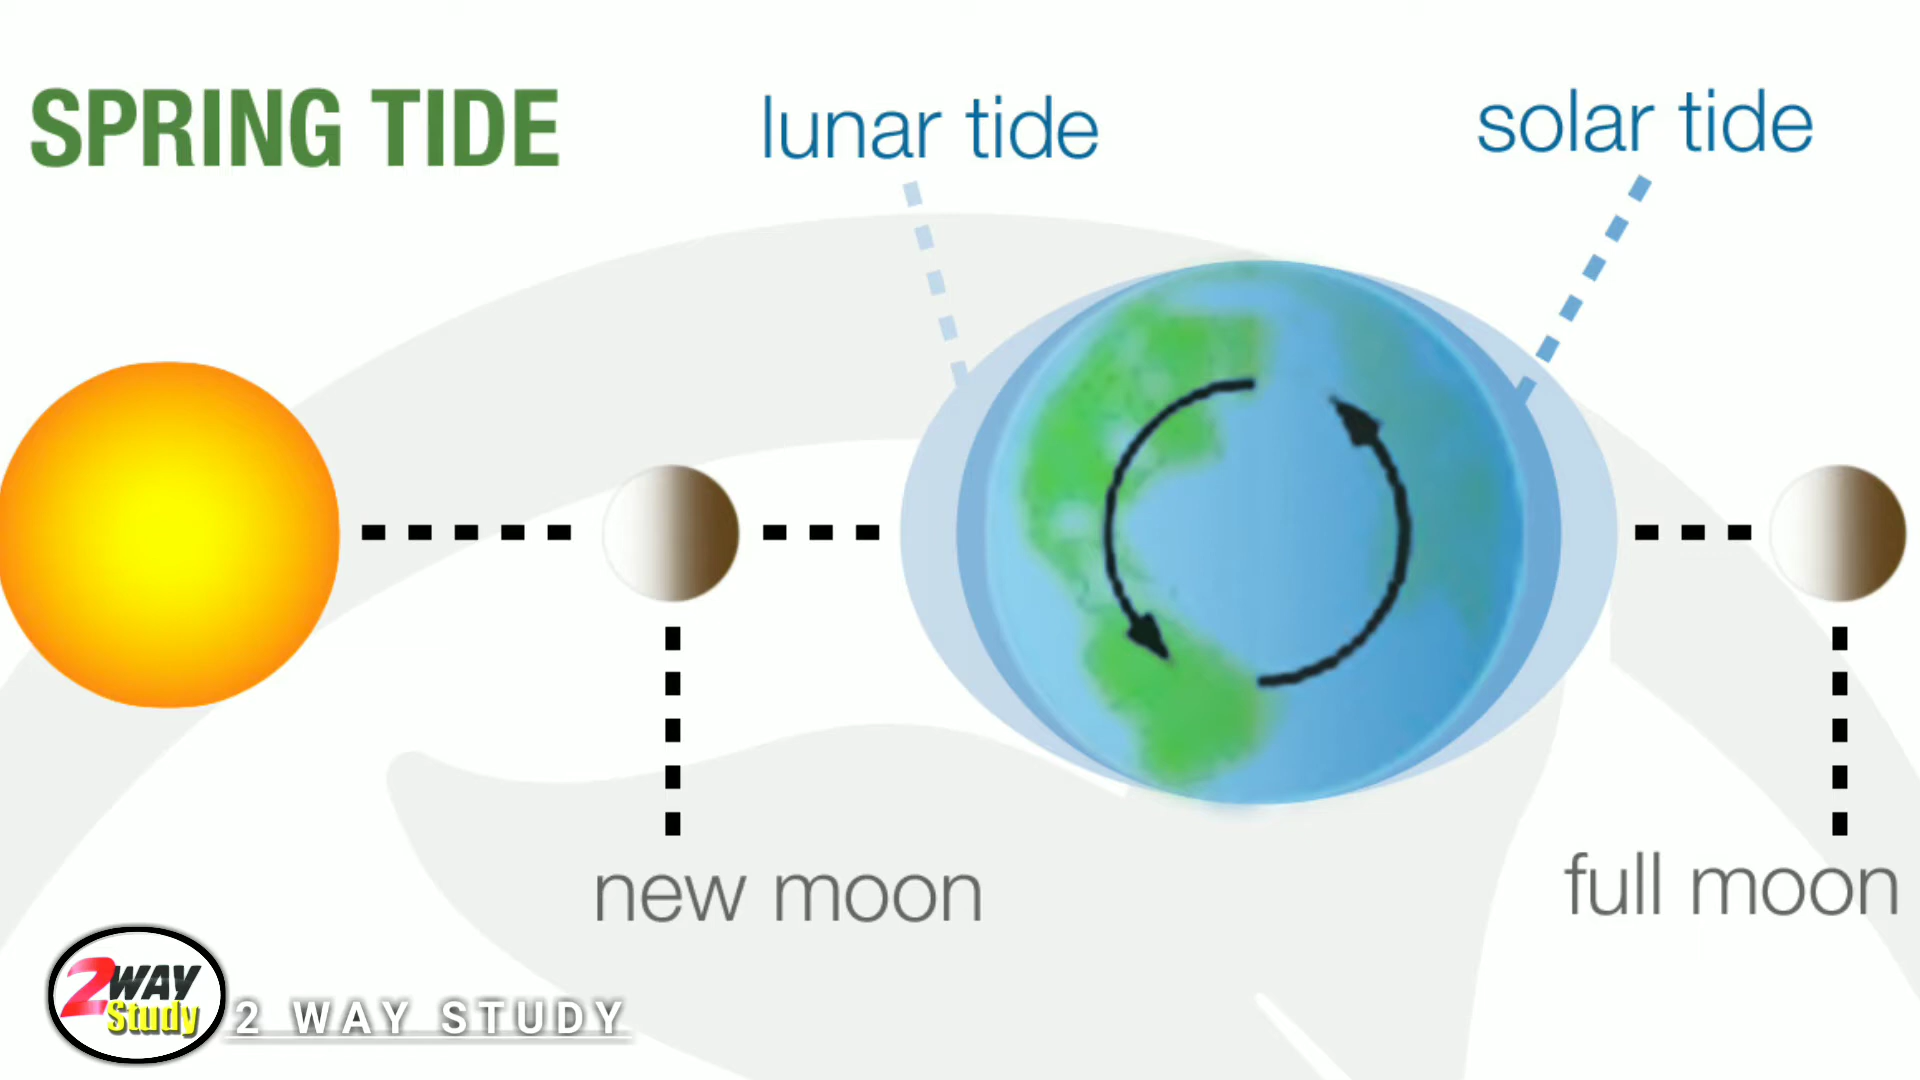 SPRING TIDE
lunar tide
solar tide
new moon
full moon
2WAY
Study
2 WAY STUDY